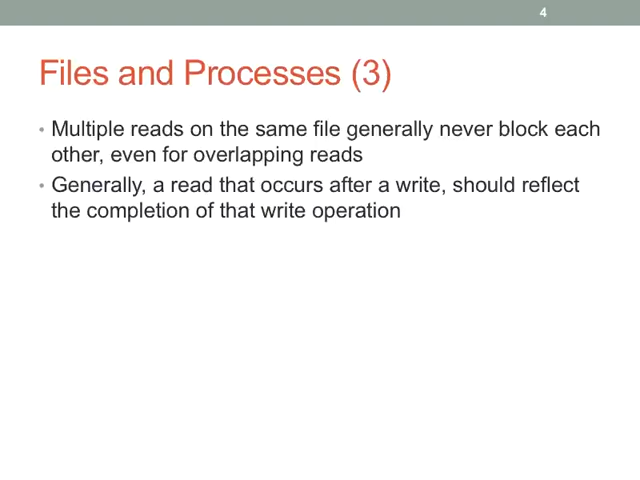 4
Files and Processes (3)
• Multiple reads on the same file generally never block each
other, even for overlapping reads
• Generally, a read that occurs after a write, should reflect
the completion of that write operation